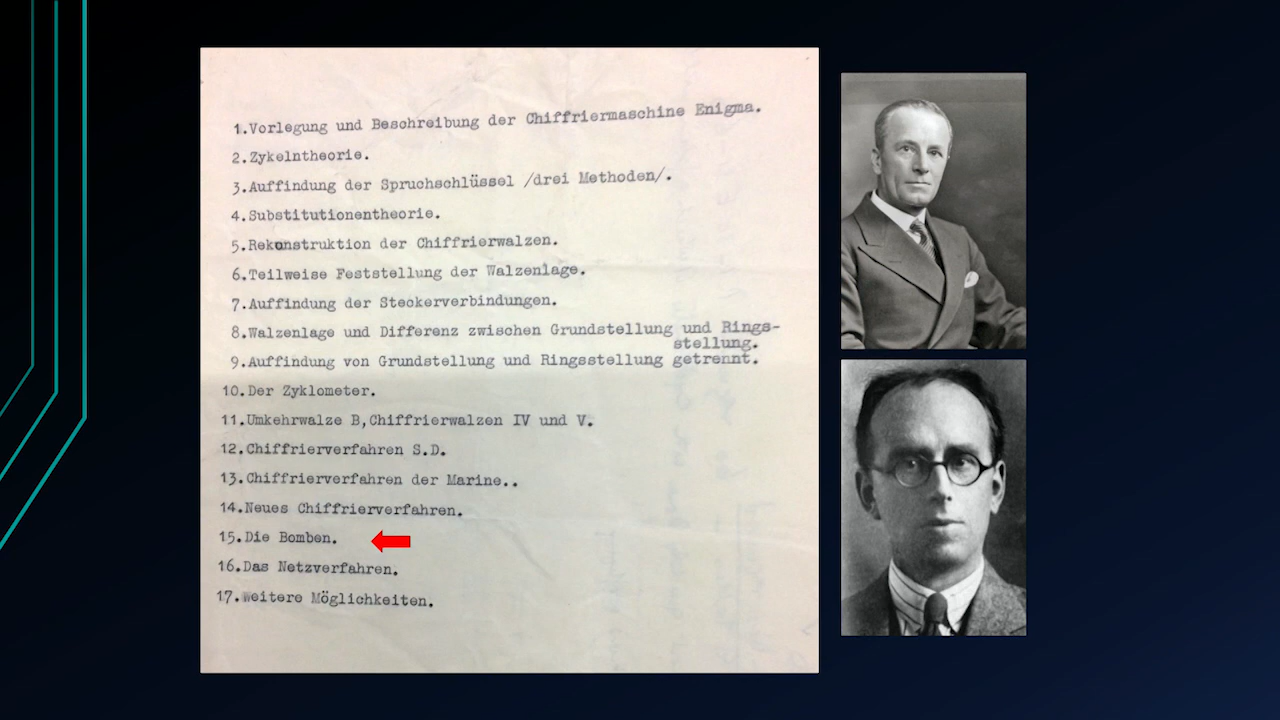 1.Vorlegung und Beschreibung der Chiffriermaschine Enigma.
2.Zykelntheorie.
3.Auffindung der Spruchschlüssel /drei Methoden/.
4.Substitutionentheorie.
5.Rekonstruktion der Chiffrierwalzen.
6.Teilweise Feststellung der Walzenlage.
7.Auffindung der Steckerverbindungen.
8.Walzenlage und Differenz zwischen Grundstellung und Rings-
stellung.
9.Auffindung von Grundstellung und Ringsstellung getrennt.
10.Der Zyklometer.
11.Umkehrwalze B,Chiffrierwalzen IV und V.
12.Chiffrierverfahren S.D.
13.Chiffrierverfahren der Marine..
14.Neues Chiffrierverfahren.
15.Die Bomben.
16.Das Netzverfahren.
17.Weitere Möglichkeiten.